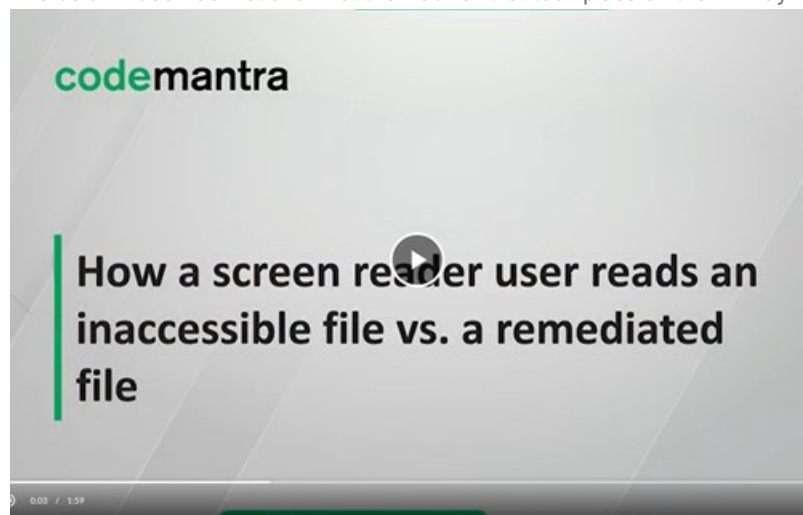 codemantra
How a screen reader user reads an
inaccessible file vs. a remediated
file
0:03 / 1:59